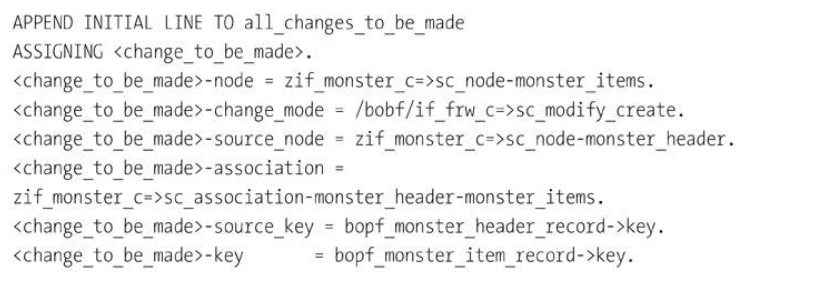 APPEND INITIAL LINE TO all_changes_to_be_made
ASSIGNING <change_to_be_made>.
<change_to_be_made>-node = zif_monster_c=>sc_node-monster_items.
<change_to_be_made>-change_mode = /bobf/if_frw_c=>sc_modify_create.
<change_to_be_made>-source_node = zif_monster_c=>sc_node-monster_header.
<change_to_be_made>-association =
zif_monster_c=>sc_association-monster_header-monster_items.
<change_to_be_made>-source_key = bopf_monster_header_record->key.
<change_to_be_made>-key        = bopf_monster_item_record->key.